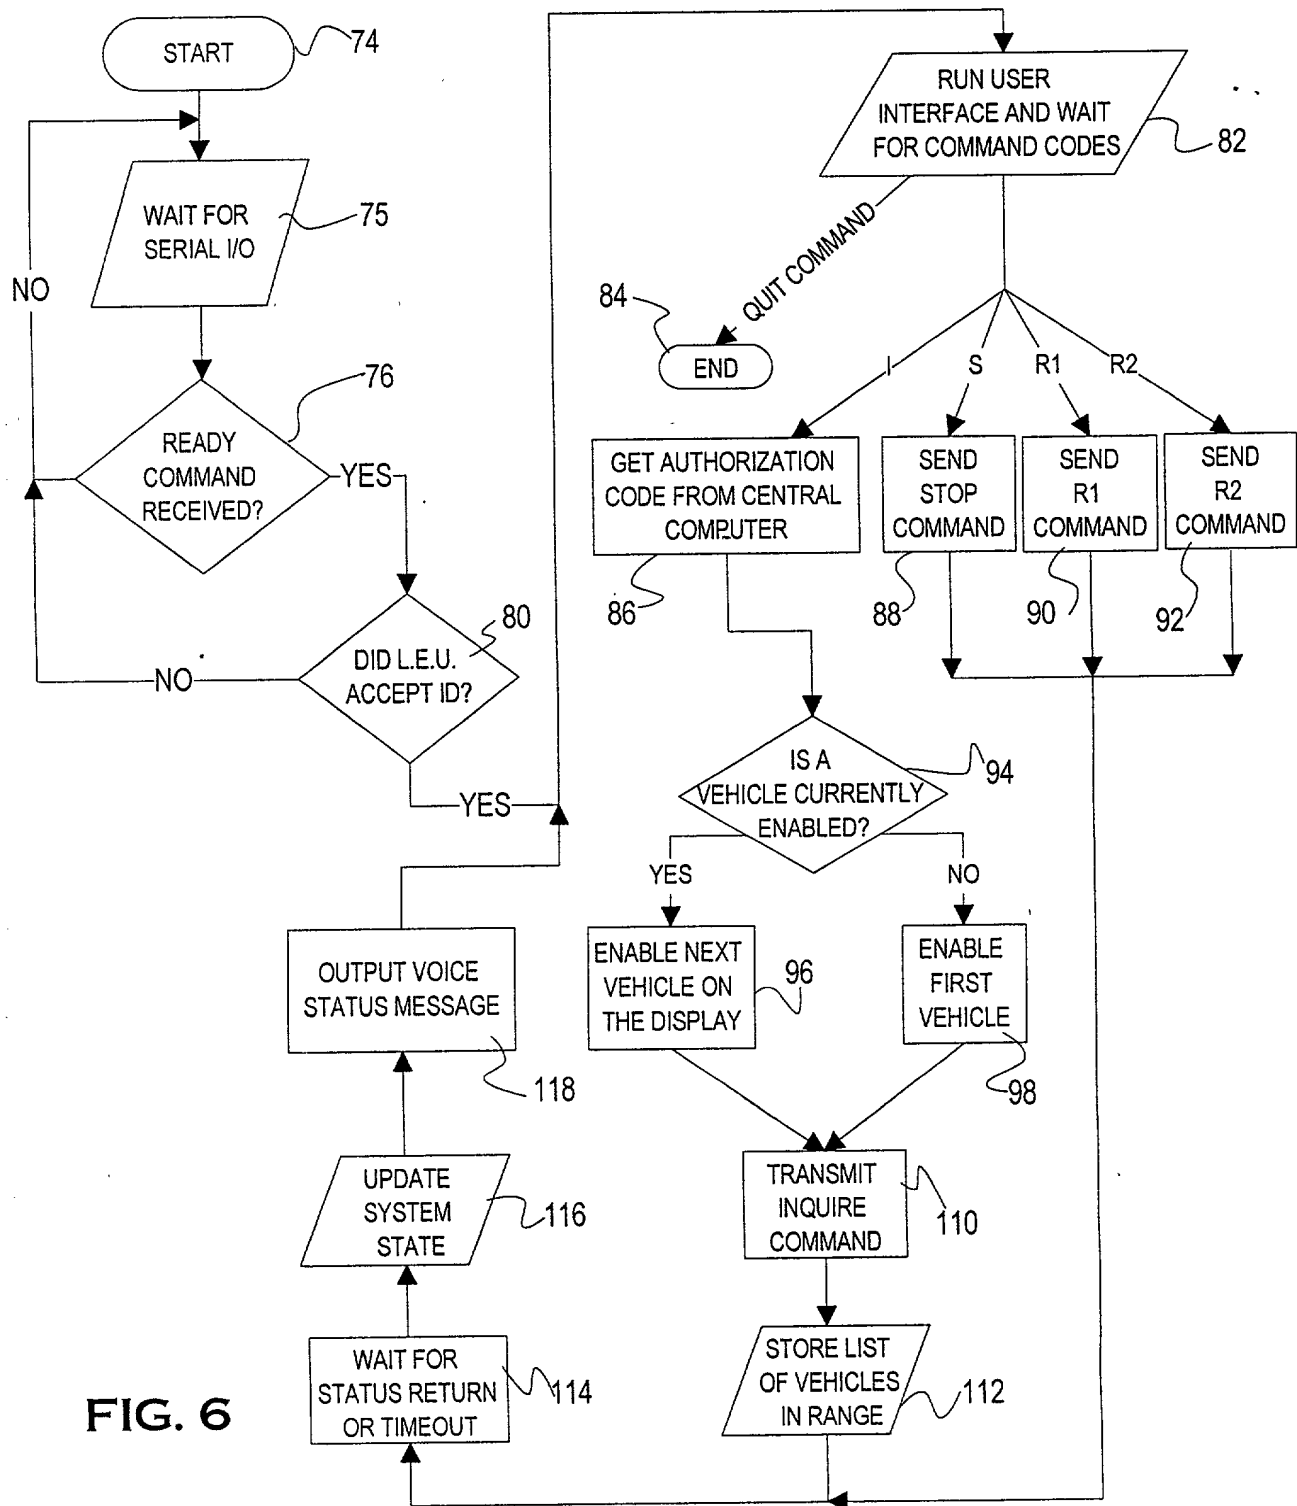 START
74
WAIT FOR
SERIAL I/O
75
NO
READY
COMMAND
RECEIVED?
76
YES
DID L.E.U.
ACCEPT ID?
80
NO
YES
RUN USER
INTERFACE AND WAIT
FOR COMMAND CODES
82
QUIT COMMAND
84
END
I
S
R1
R2
GET AUTHORIZATION
CODE FROM CENTRAL
COMPUTER
86
SEND
STOP
COMMAND
88
SEND
R1
COMMAND
90
SEND
R2
COMMAND
92
IS A
VEHICLE CURRENTLY
ENABLED?
94
YES
NO
ENABLE NEXT
VEHICLE ON
THE DISPLAY
96
ENABLE
FIRST
VEHICLE
98
TRANSMIT
INQUIRE
COMMAND
110
STORE LIST
OF VEHICLES
IN RANGE
112
WAIT FOR
STATUS RETURN
OR TIMEOUT
114
UPDATE
SYSTEM
STATE
116
OUTPUT VOICE
STATUS MESSAGE
118
FIG. 6